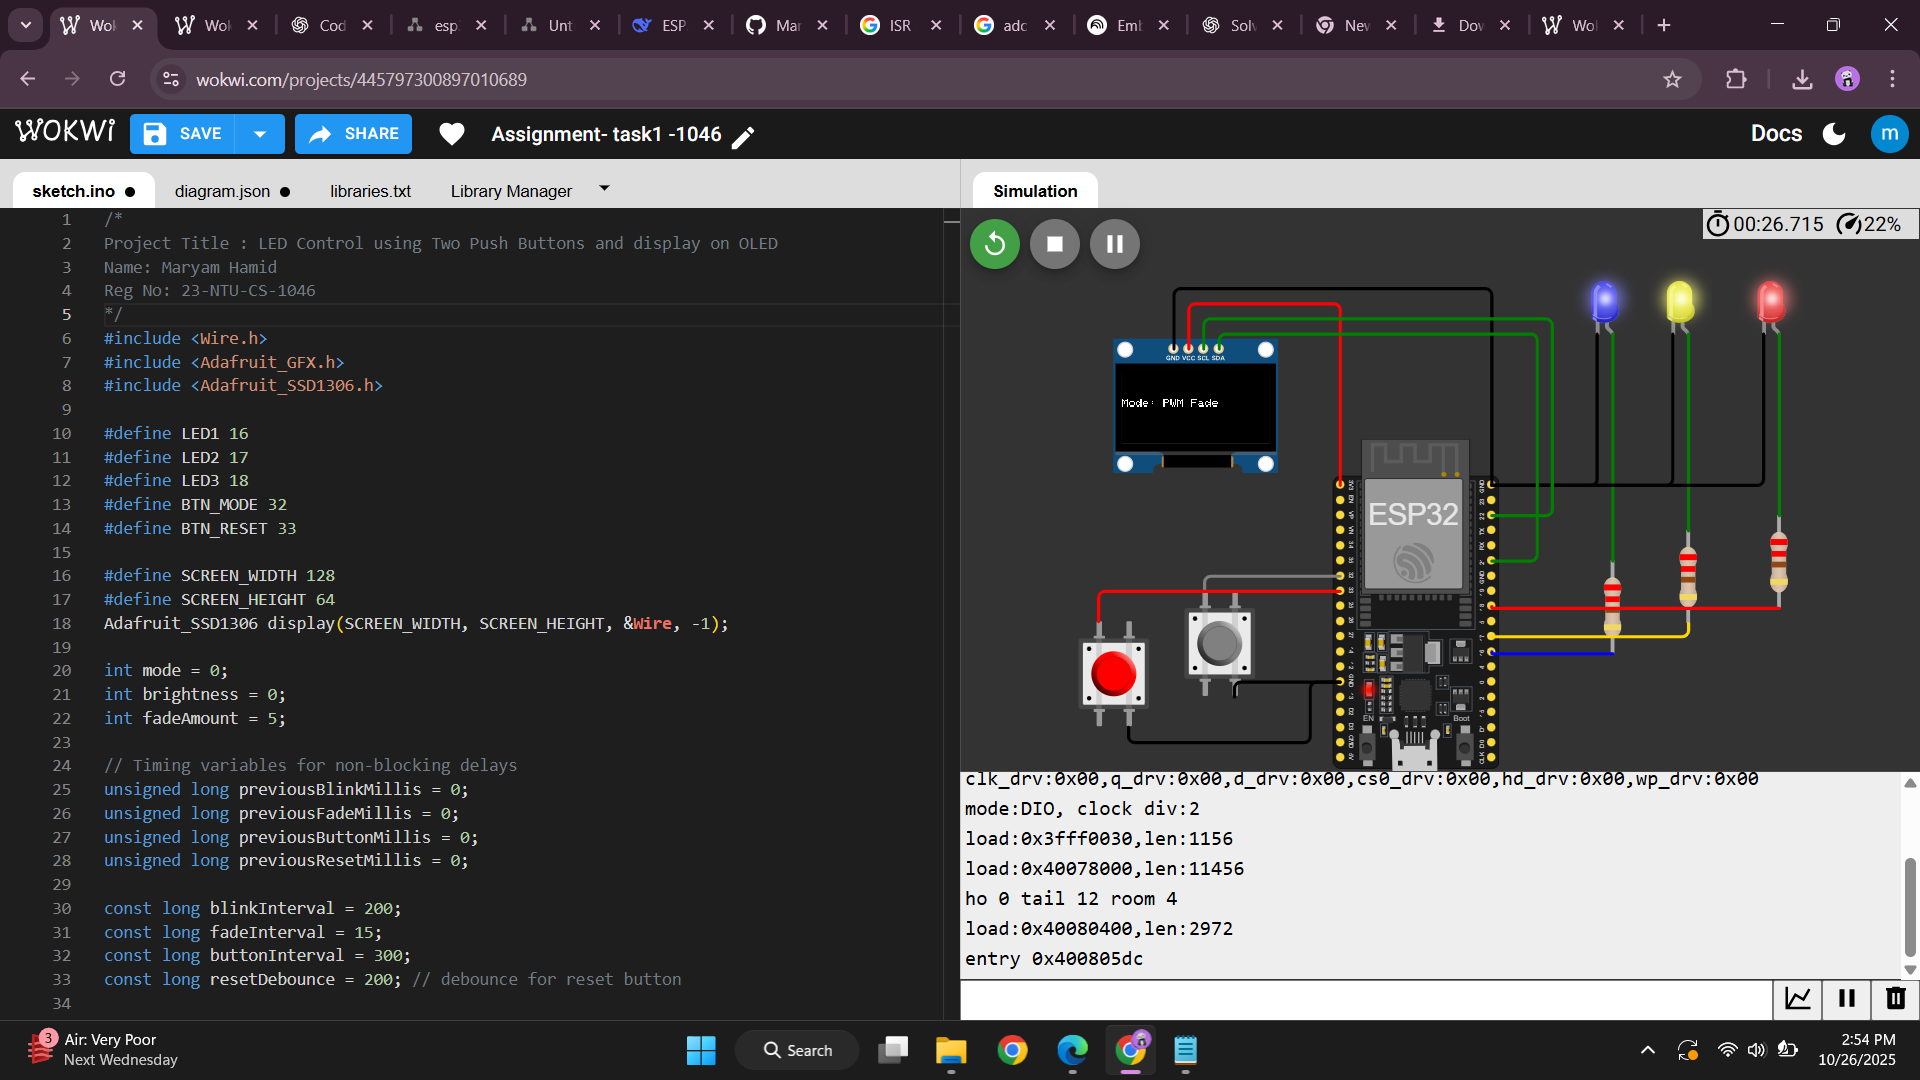 Wok
Wok
Cod
esp
Unt
ESP
Mar
ISR
adc
Emb
Solv
New
Dov
Wo
wokwi.com/projects/445797300897010689
WOKWI
SAVE
SHARE
Assignment- task1 -1046
Docs
m
sketch.ino
diagram.json
libraries.txt
Library Manager
Simulation
1 /*
2 Project Title : LED Control using Two Push Buttons and display on OLED
3 Name: Maryam Hamid
4 Reg No: 23-NTU-CS-1046
5 */
6 #include <Wire.h>
7 #include <Adafruit_GFX.h>
8 #include <Adafruit_SSD1306.h>
9
10 #define LED1 16
11 #define LED2 17
12 #define LED3 18
13 #define BTN_MODE 32
14 #define BTN_RESET 33
15
16 #define SCREEN_WIDTH 128
17 #define SCREEN_HEIGHT 64
18 Adafruit_SSD1306 display(SCREEN_WIDTH, SCREEN_HEIGHT, &Wire, -1);
19
20 int mode = 0;
21 int brightness = 0;
22 int fadeAmount = 5;
23
24 // Timing variables for non-blocking delays
25 unsigned long previousBlinkMillis = 0;
26 unsigned long previousFadeMillis = 0;
27 unsigned long previousButtonMillis = 0;
28 unsigned long previousResetMillis = 0;
29
30 const long blinkInterval = 200;
31 const long fadeInterval = 15;
32 const long buttonInterval = 300;
33 const long resetDebounce = 200; // debounce for reset button
34
00:26.715
22%
GND VCC SCL SDA
Mode: PWM Fade
ESP32
EN
Boot
clk_drv:0x00,q_drv:0x00,d_drv:0x00,cs0_drv:0x00,hd_drv:0x00,wp_drv:0x00
mode:DIO, clock div:2
load:0x3fff0030,len:1156
load:0x40078000,len:11456
ho 0 tail 12 room 4
load:0x40080400,len:2972
entry 0x400805dc
3
Air: Very Poor
Next Wednesday
Search
2:54 PM
10/26/2025